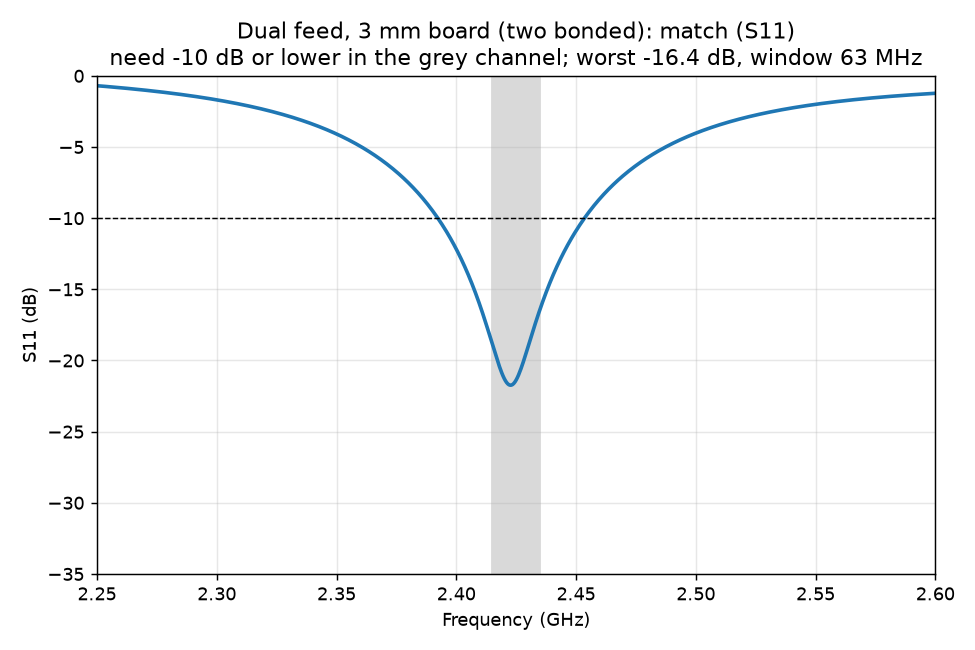 Dual feed, 3 mm board (two bonded): match (S11)
need -10 dB or lower in the grey channel; worst -16.4 dB, window 63 MHz
0
−5
−10
−15
−20
−25
−30
−35
S11 (dB)
2.25 2.30 2.35 2.40 2.45 2.50 2.55 2.60
Frequency (GHz)